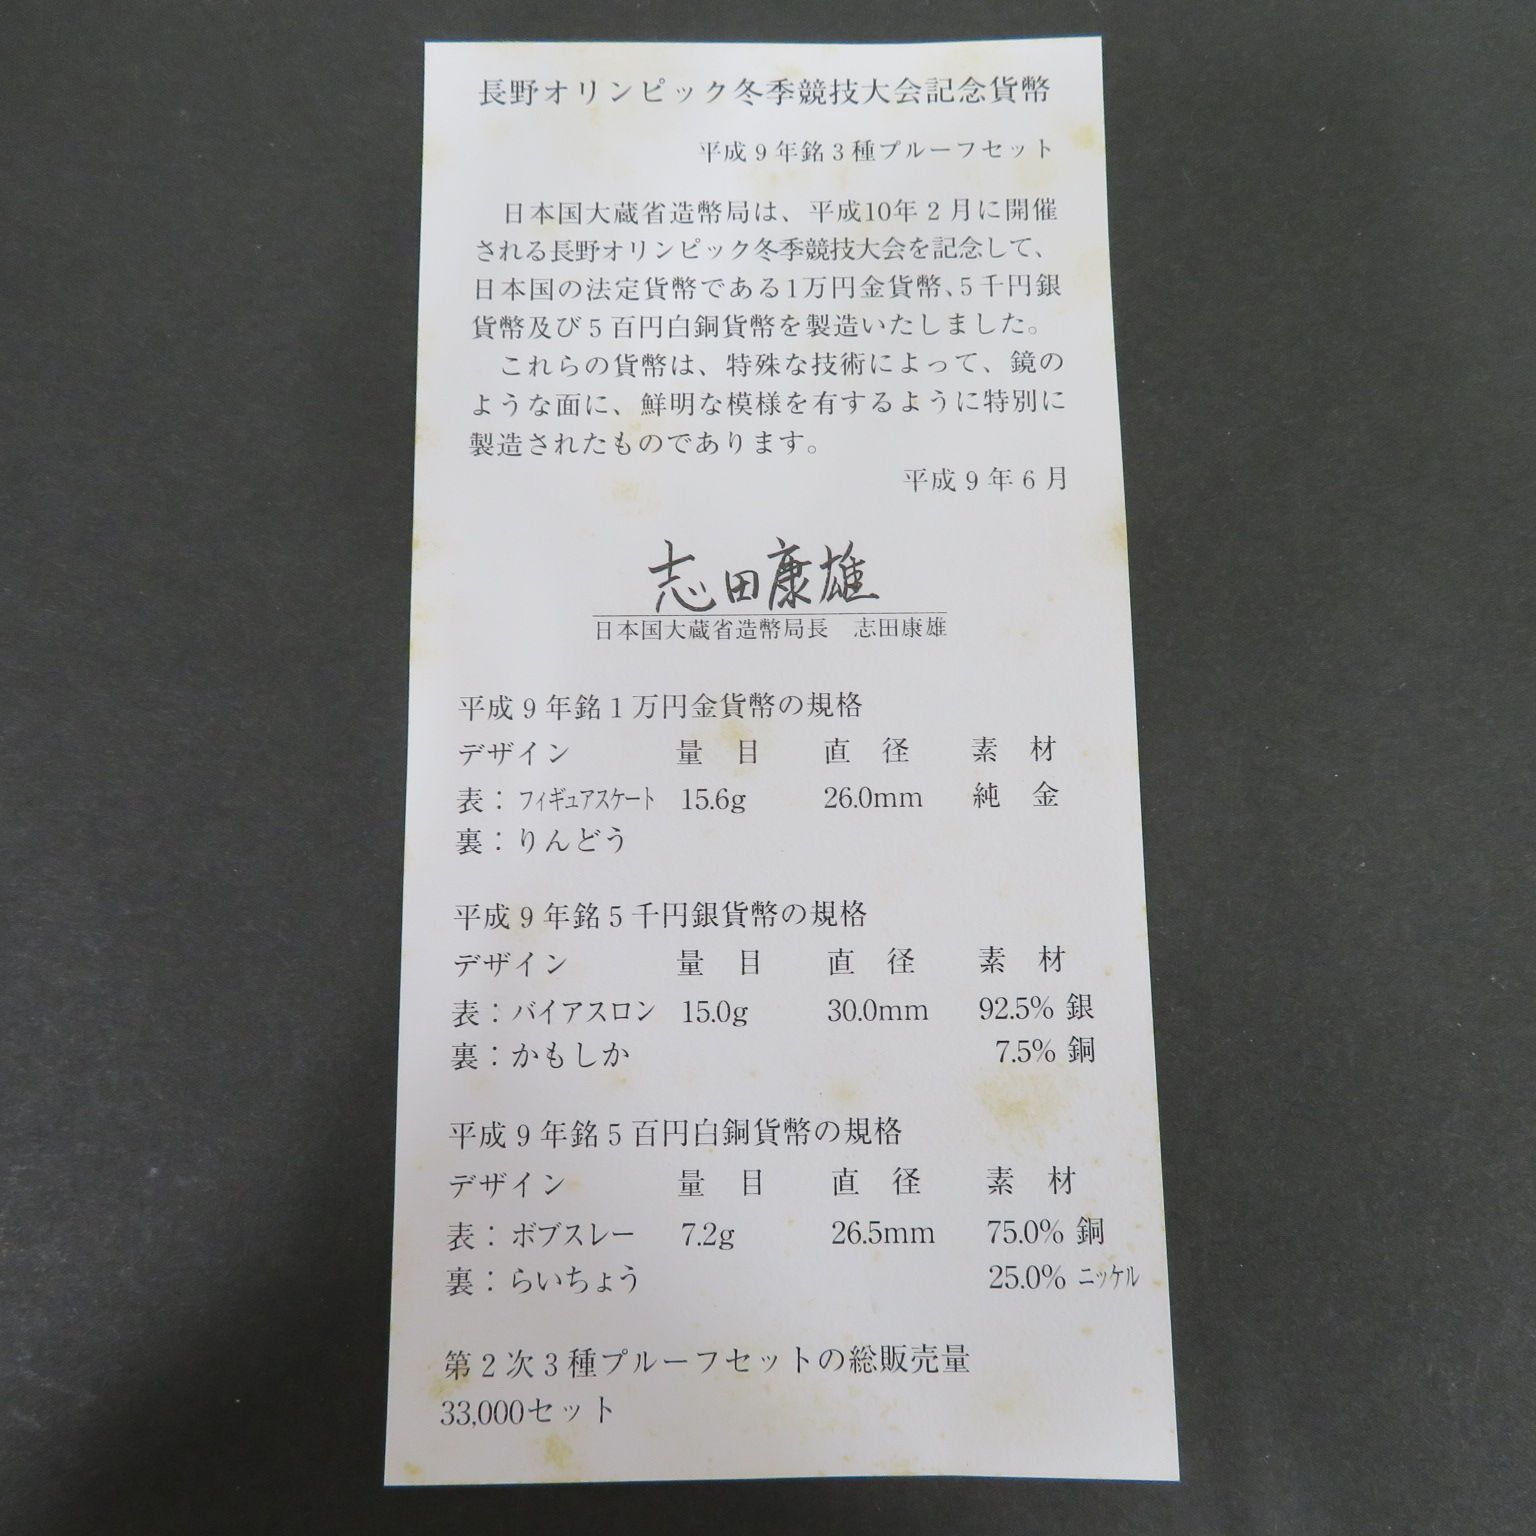 長野オリンピック冬季競技大会記念貨幣
平成9年銘3種プルーフセット
日本国大蔵省造幣局は、平成10年2月に開催
される長野オリンピック冬季競技大会を記念して、
日本国の法定貨幣である1万円金貨幣、5千円銀
貨幣及び5百円白銅貨幣を製造いたしました。
これらの貨幣は、特殊な技術によって、鏡の
ような面に、鮮明な模様を有するように特別に
製造されたものであります。
平成9年6月
志田康雄
日本国大蔵省造幣局長 志田康雄
平成9年銘1万円金貨幣の規格
デザイン 量目 直径 素材
表:フィギュアスケート 15.6g 26.0mm 純金
裏:りんどう
平成9年銘5千円銀貨幣の規格
デザイン 量目 直径 素材
表:バイアスロン 15.0g 30.0mm 92.5% 銀
裏:かもしか 7.5% 銅
平成9年銘5百円白銅貨幣の規格
デザイン 量目 直径 素材
表:ボブスレー 7.2g 26.5mm 75.0% 銅
裏:らいちょう 25.0% ニッケル
第2次3種プルーフセットの総販売量
33,000セット